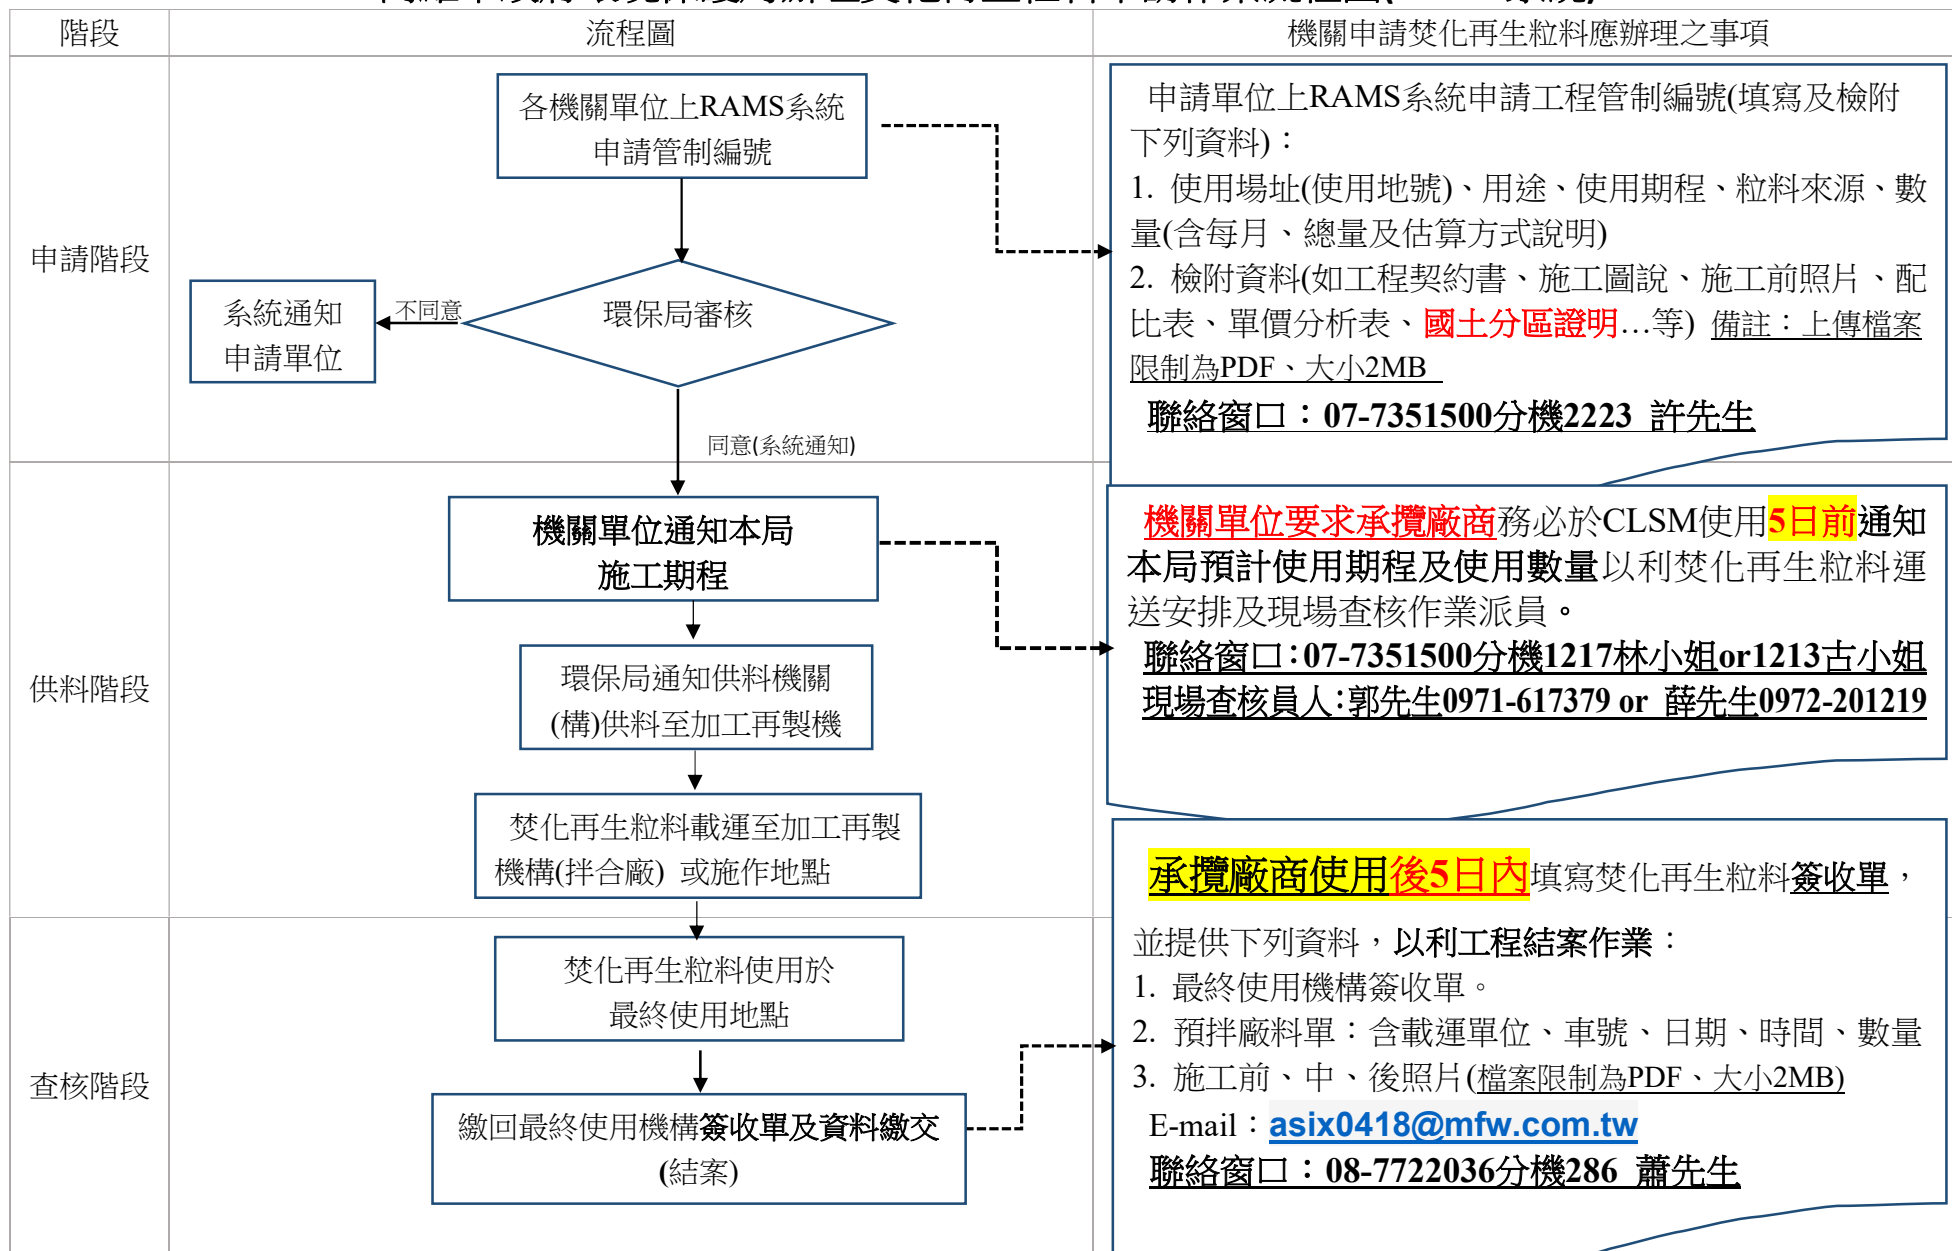 階段
流程圖
機關申請焚化再生粒料應辦理之事項
申請階段
各機關單位上RAMS系統
申請管制編號
環保局審核
不同意
系統通知
申請單位
同意(系統通知)
申請單位上RAMS系統申請工程管制編號(填寫及檢附
下列資料)：
1. 使用場址(使用地號)、用途、使用期程、粒料來源、數
量(含每月、總量及估算方式說明)
2. 檢附資料(如工程契約書、施工圖說、施工前照片、配
比表、單價分析表、國土分區證明…等) 備註：上傳檔案
限制為PDF、大小2MB
聯絡窗口：07-7351500分機2223 許先生
供料階段
機關單位通知本局
施工期程
環保局通知供料機關
(構)供料至加工再製機
焚化再生粒料載運至加工再製
機構(拌合廠) 或施作地點
機關單位要求承攬廠商務必於CLSM使用5日前通知
本局預計使用期程及使用數量以利焚化再生粒料運
送安排及現場查核作業派員。
聯絡窗口：07-7351500分機1217林小姐or1213古小姐
現場查核員人：郭先生0971-617379 or 薛先生0972-201219
查核階段
焚化再生粒料使用於
最終使用地點
繳回最終使用機構簽收單及資料繳交
(結案)
承攬廠商使用後5日內填寫焚化再生粒料簽收單，
並提供下列資料，以利工程結案作業：
1. 最終使用機構簽收單。
2. 預拌廠料單：含載運單位、車號、日期、時間、數量
3. 施工前、中、後照片(檔案限制為PDF、大小2MB)
E-mail：asix0418@mfw.com.tw
聯絡窗口：08-7722036分機286 蕭先生